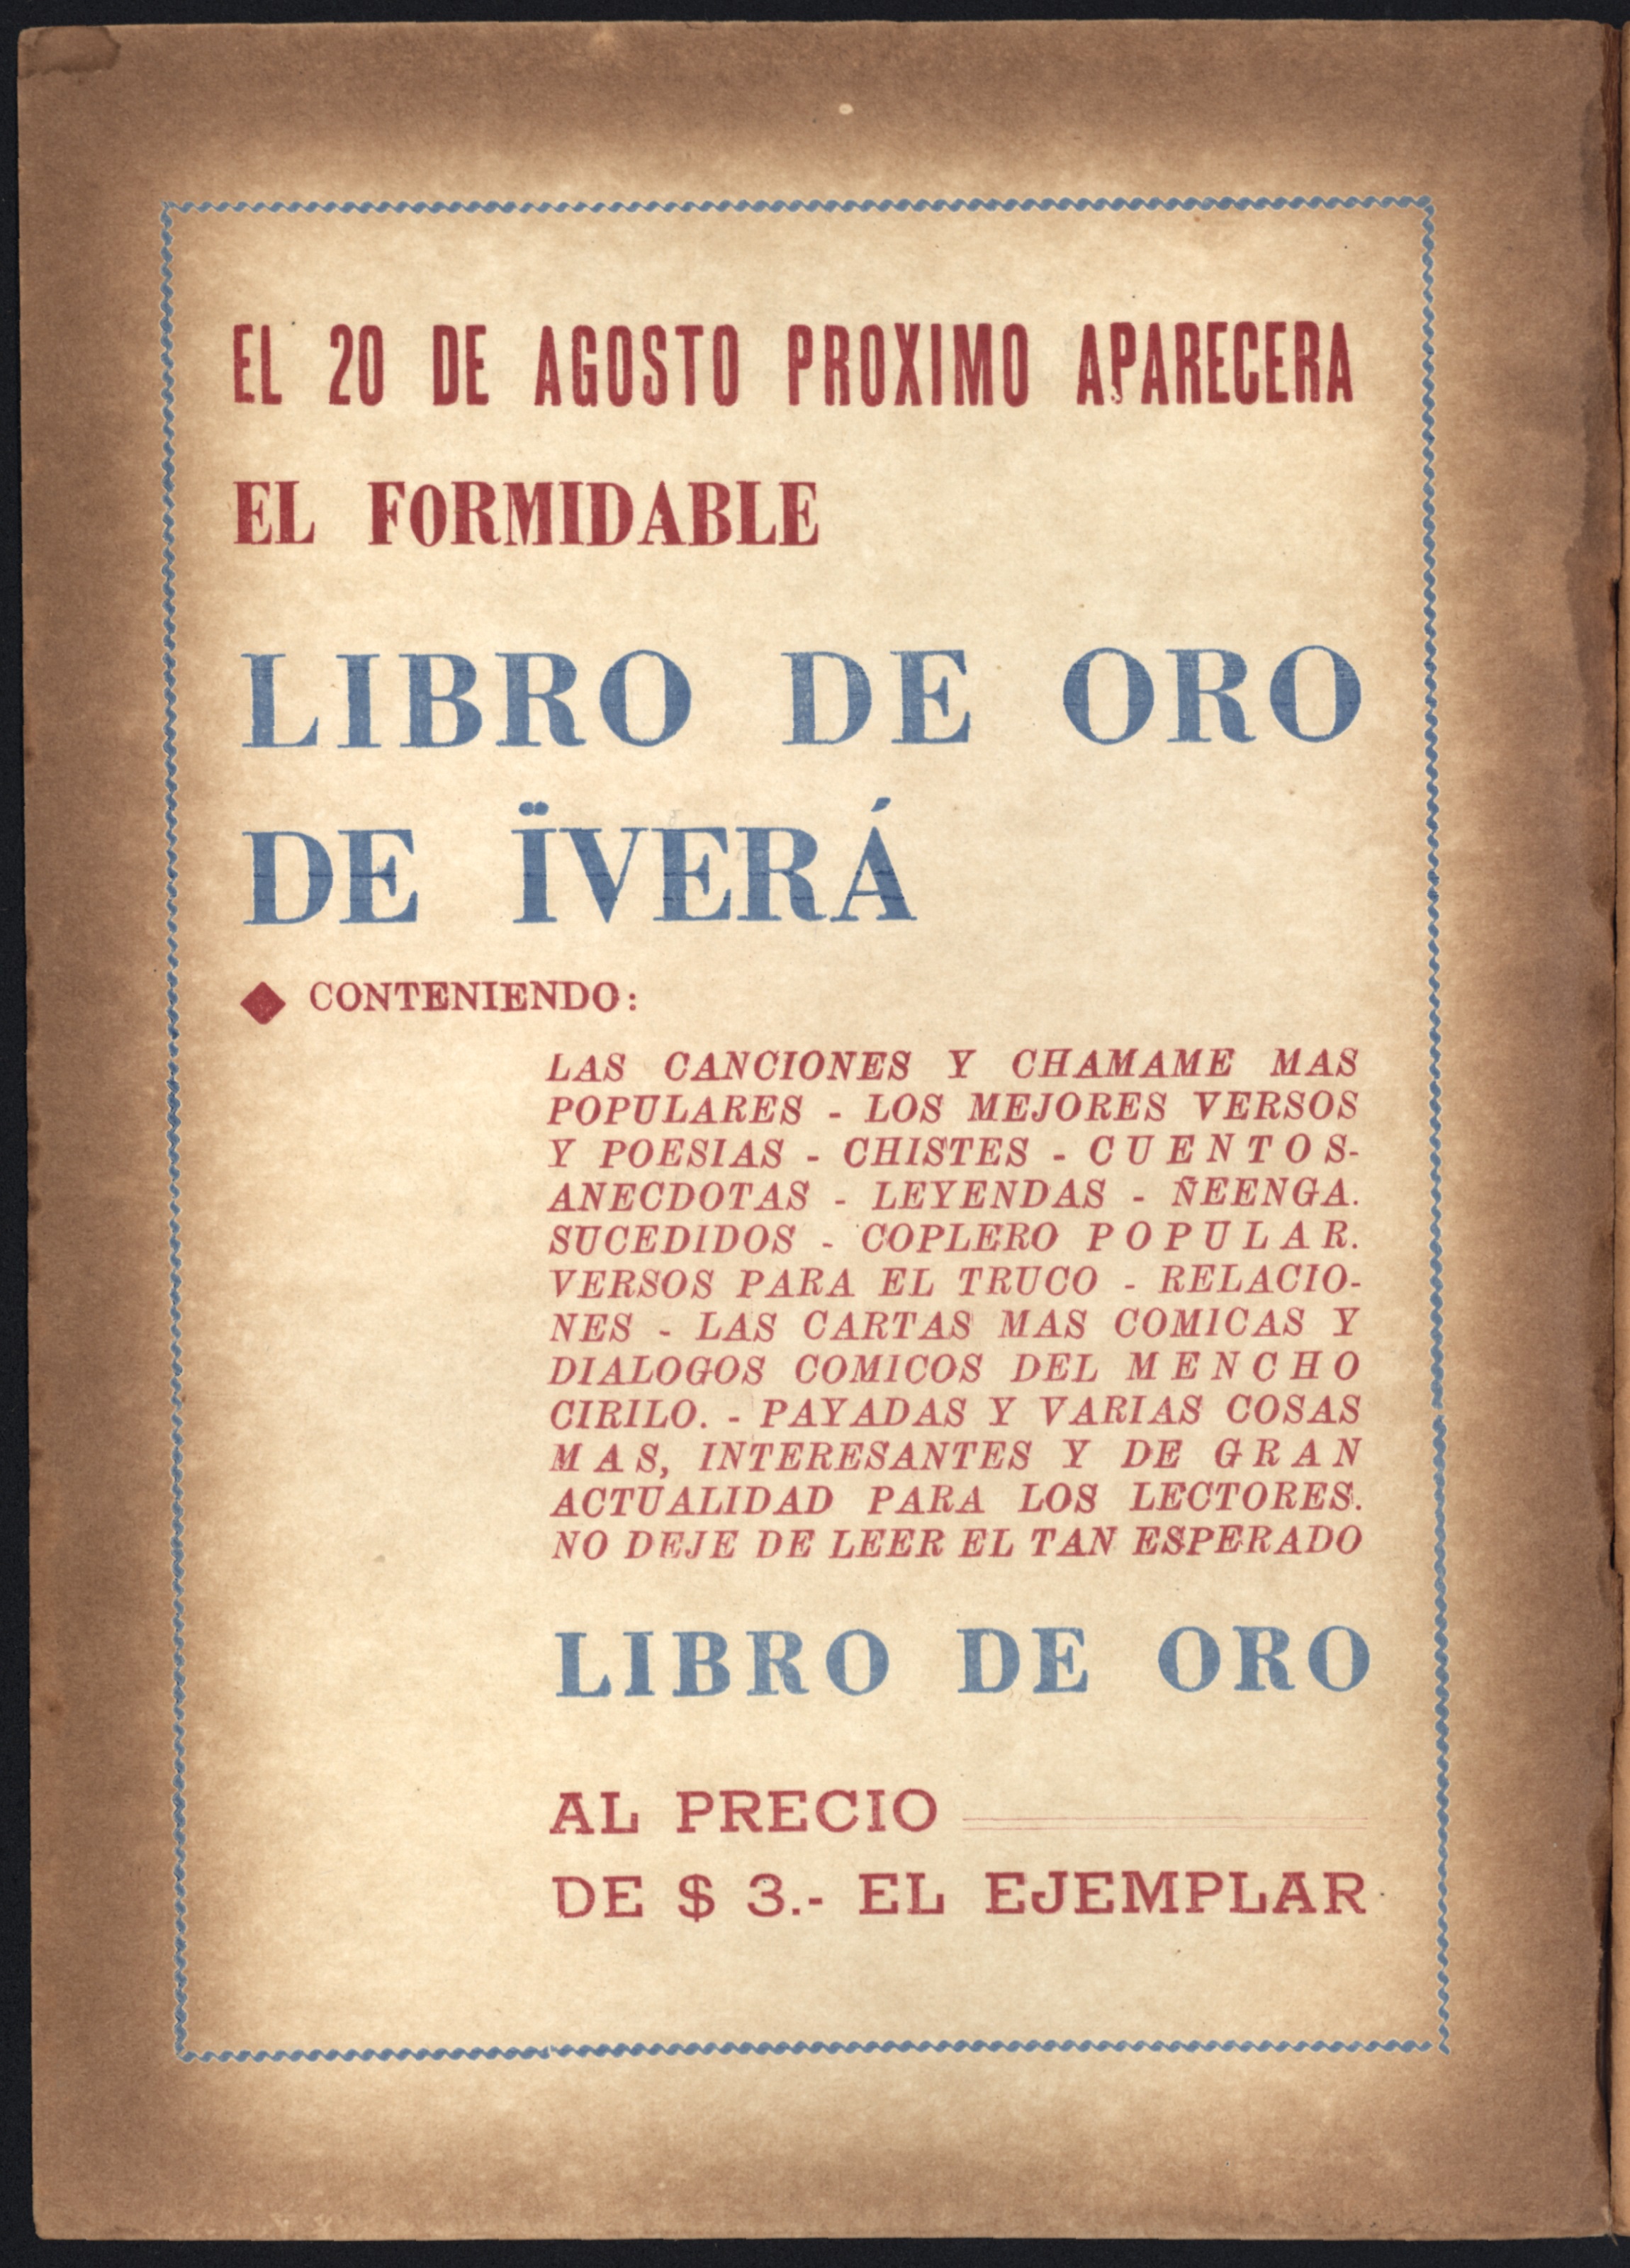 EL 20 DE AGOSTO PROXIMO APARECERA
EL FORMIDABLE
LIBRO DE ORO
DE ÏVERÁ
CONTENIENDO:
LAS CANCIONES Y CHAMAME MAS
POPULARES - LOS MEJORES VERSOS
Y POESIAS - CHISTES - CUENTOS-
ANECDOTAS - LEYENDAS - ÑEENGA.
SUCEDIDOS - COPLERO POPULAR.
VERSOS PARA EL TRUCO - RELACIO-
NES - LAS CARTAS MAS COMICAS Y
DIALOGOS COMICOS DEL MENCHO
CIRILO. - PAYADAS Y VARIAS COSAS
MAS, INTERESANTES Y DE GRAN
ACTUALIDAD PARA LOS LECTORES.
NO DEJE DE LEER EL TAN ESPERADO
LIBRO DE ORO
AL PRECIO
DE $ 3.- EL EJEMPLAR